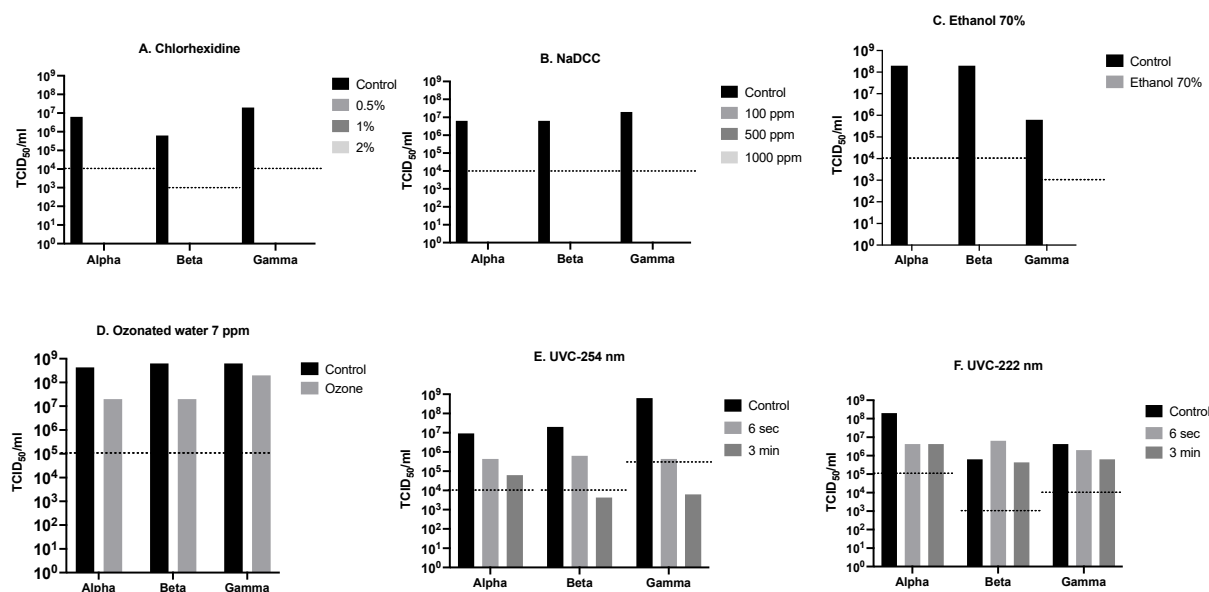 A. Chlorhexidine
TCID50/ml
10⁹
10⁸
10⁷
10⁶
10⁵
10⁴
10³
10²
10¹
10⁰
Alpha Beta Gamma
Control
0.5%
1%
2%
B. NaDCC
TCID50/ml
10⁹
10⁸
10⁷
10⁶
10⁵
10⁴
10³
10²
10¹
10⁰
Alpha Beta Gamma
Control
100 ppm
500 ppm
1000 ppm
C. Ethanol 70%
TCID50/ml
10⁹
10⁸
10⁷
10⁶
10⁵
10⁴
10³
10²
10¹
10⁰
Alpha Beta Gamma
Control
Ethanol 70%
D. Ozonated water 7 ppm
TCID50/ml
10⁹
10⁸
10⁷
10⁶
10⁵
10⁴
10³
10²
10¹
10⁰
Alpha Beta Gamma
Control
Ozone
E. UVC-254 nm
TCID50/ml
10⁹
10⁸
10⁷
10⁶
10⁵
10⁴
10³
10²
10¹
10⁰
Alpha Beta Gamma
Control
6 sec
3 min
F. UVC-222 nm
TCID50/ml
10⁹
10⁸
10⁷
10⁶
10⁵
10⁴
10³
10²
10¹
10⁰
Alpha Beta Gamma
Control
6 sec
3 min